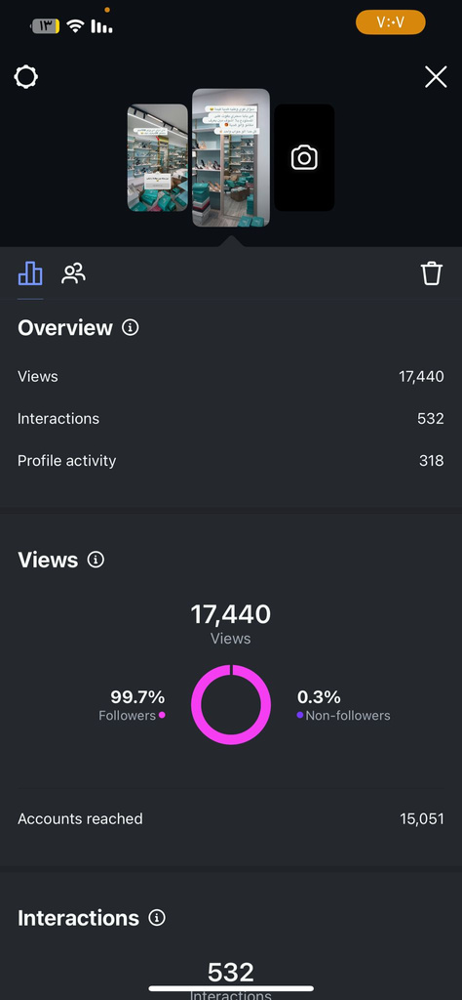 ١٣
٧:٠٧
Overview
Views 17,440
Interactions 532
Profile activity 318
Views
17,440
Views
99.7% 0.3%
Followers Non-followers
Accounts reached 15,051
Interactions
532
Interactions